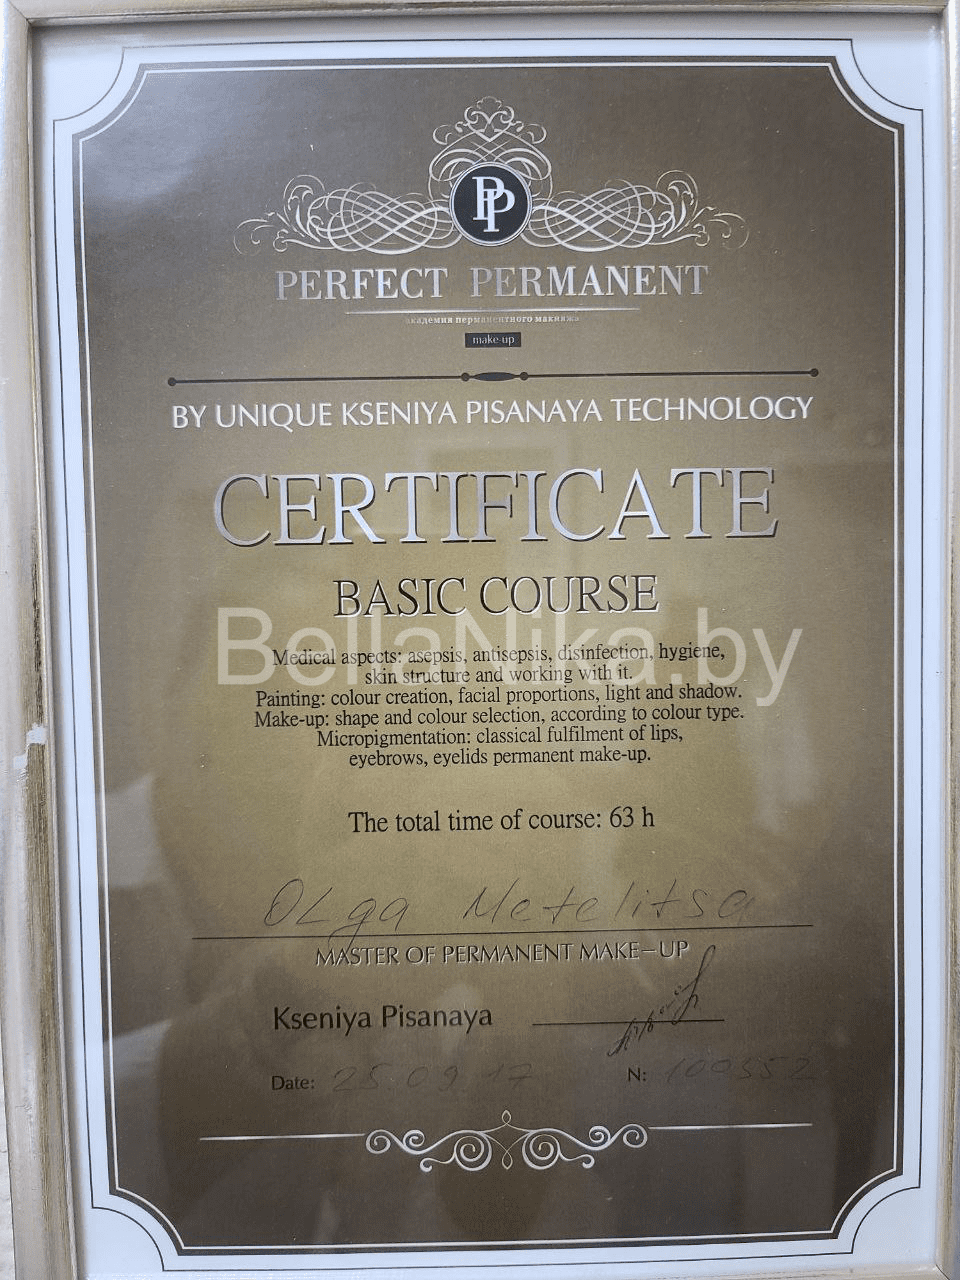 PP
PERFECT PERMANENT
академия перманентного макияжа
make-up
BY UNIQUE KSENIYA PISANAYA TECHNOLOGY
CERTIFICATE
BASIC COURSE
BellaNika.by
Medical aspects: asepsis, antisepsis, disinfection, hygiene,
skin structure and working with it.
Painting: colour creation, facial proportions, light and shadow.
Make-up: shape and colour selection, according to colour type.
Micropigmentation: classical fulfilment of lips,
eyebrows, eyelids permanent make-up.
The total time of course: 63 h
Olga Metelitsa
MASTER OF PERMANENT MAKE-UP
Kseniya Pisanaya
Date: 25 09 17 N: 100552